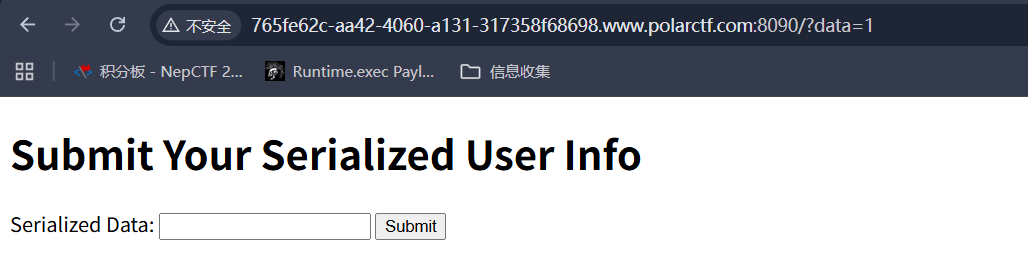 不安全 765fe62c-aa42-4060-a131-317358f68698.www.polarctf.com:8090/?data=1
积分板 - NepCTF 2... Runtime.exec Payl... 信息收集
Submit Your Serialized User Info
Serialized Data: Submit